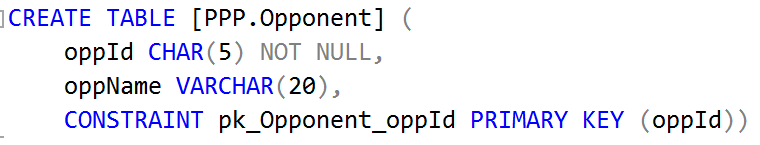 CREATE TABLE [PPP.Opponent] (
oppId CHAR(5) NOT NULL,
oppName VARCHAR(20),
CONSTRAINT pk_Opponent_oppId PRIMARY KEY (oppId))